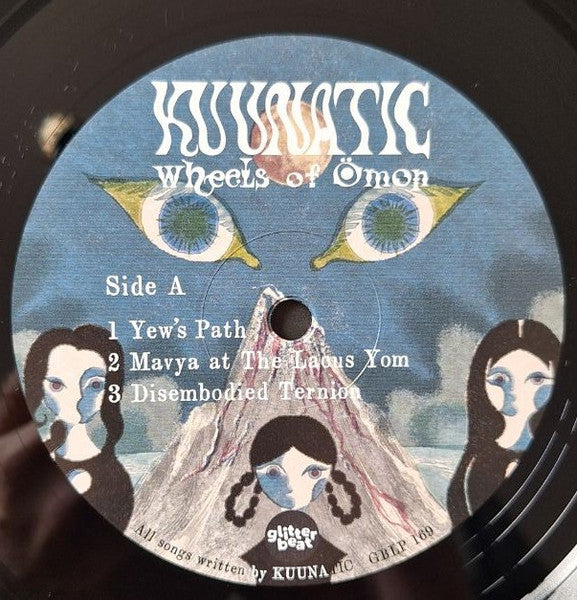 KUUNATIC
Wheels of Ömon
Side A
1 Yew's Path
2 Mavya at The Lacus Yom
3 Disembodied Ternion
glitter
beat
All songs written by KUUNATIC GBLP 169